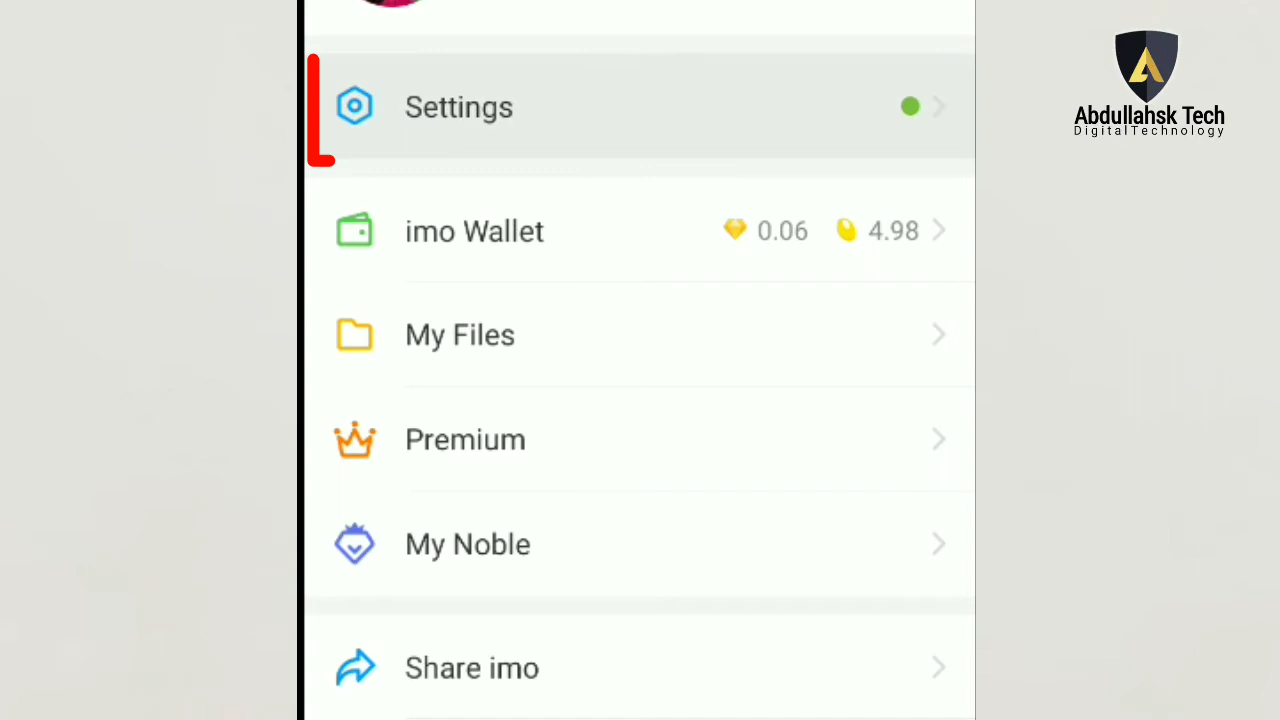 Settings
imo Wallet 0.06 4.98
My Files
Premium
My Noble
Share imo
Abdullahsk Tech
DigitalTechnology